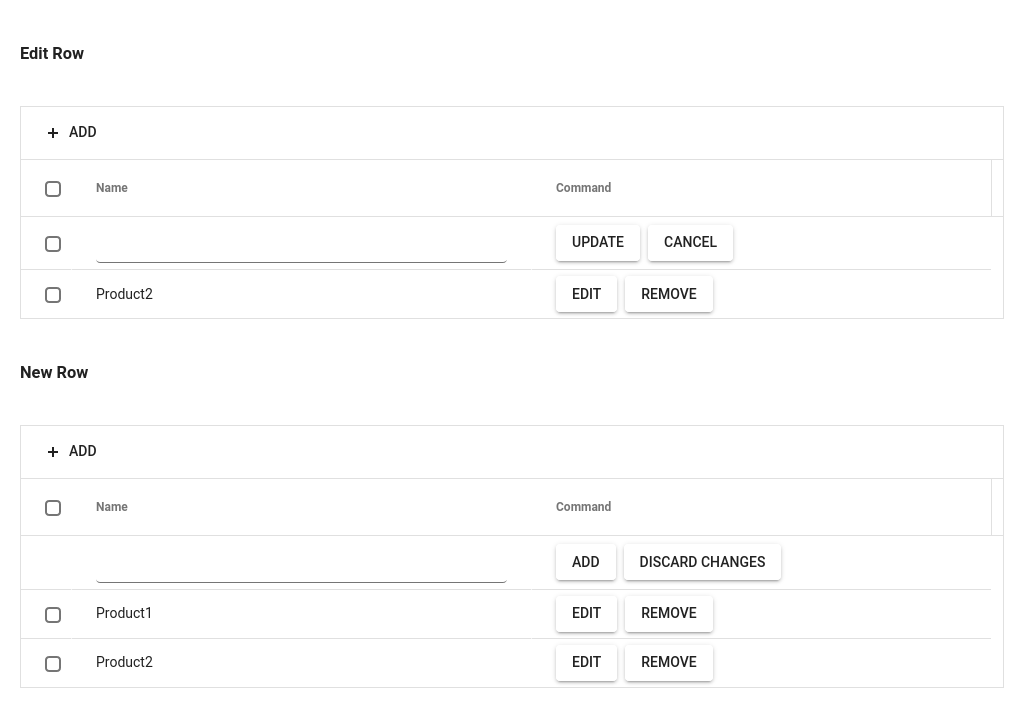 Edit Row
+ ADD
Name Command
UPDATE CANCEL
Product2 EDIT REMOVE
New Row
+ ADD
Name Command
ADD DISCARD CHANGES
Product1 EDIT REMOVE
Product2 EDIT REMOVE